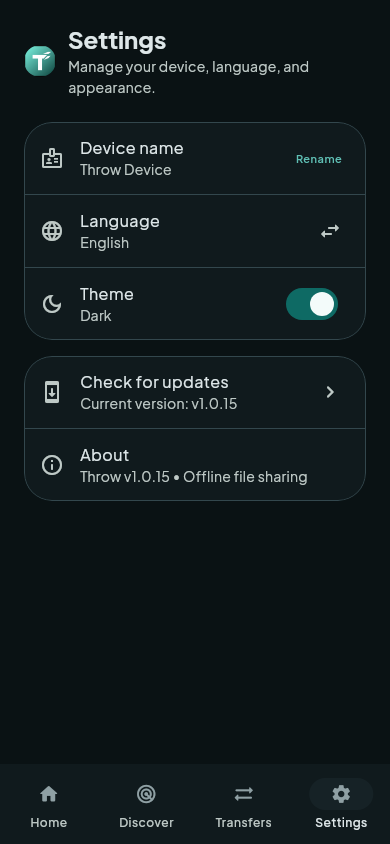 Settings
Manage your device, language, and
appearance.
Device name
Throw Device
Rename
Language
English
Theme
Dark
Check for updates
Current version: v1.0.15
About
Throw v1.0.15 • Offline file sharing
Home
Discover
Transfers
Settings